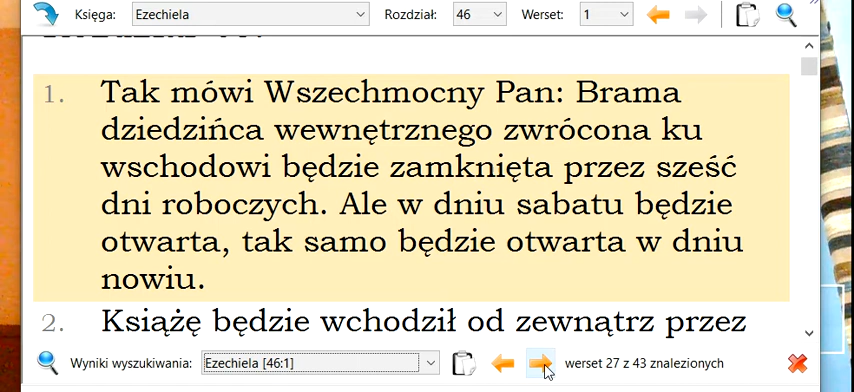 Księga: Ezechiela Rozdział: 46 Werset: 1
1. Tak mówi Wszechmocny Pan: Brama
dziedzińca wewnętrznego zwrócona ku
wschodowi będzie zamknięta przez sześć
dni roboczych. Ale w dniu sabatu będzie
otwarta, tak samo będzie otwarta w dniu
nowiu.
2. Książę będzie wchodził od zewnątrz przez
Wyniki wyszukiwania: Ezechiela [46:1] werset 27 z 43 znalezionych